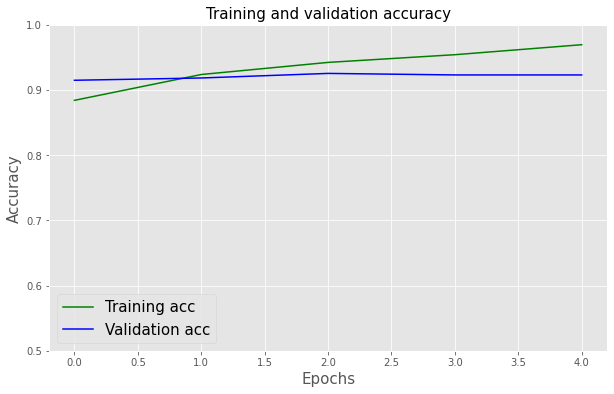 Training and validation accuracy
1.0
0.9
0.8
0.7
0.6
0.5
Accuracy
Training acc
Validation acc
0.0 0.5 1.0 1.5 2.0 2.5 3.0 3.5 4.0
Epochs